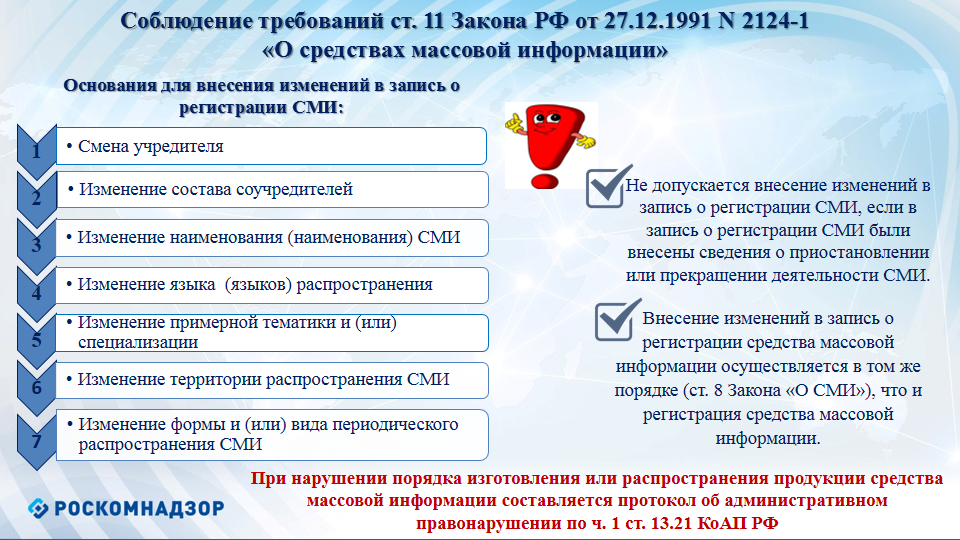 Соблюдение требований ст. 11 Закона РФ от 27.12.1991 N 2124-1
«О средствах массовой информации»
Основания для внесения изменений в запись о
регистрации СМИ:
1
• Смена учредителя
2
• Изменение состава соучредителей
3
• Изменение наименования (наименования) СМИ
4
• Изменение языка (языков) распространения
5
• Изменение примерной тематики и (или)
специализации
6
• Изменение территории распространения СМИ
7
• Изменение формы и (или) вида периодического
распространения СМИ
Не допускается внесение изменений в
запись о регистрации СМИ, если в
запись о регистрации СМИ были
внесены сведения о приостановлении
или прекращении деятельности СМИ.
Внесение изменений в запись о
регистрации средства массовой
информации осуществляется в том же
порядке (ст. 8 Закона «О СМИ»), что и
регистрация средства массовой
информации.
При нарушении порядка изготовления или распространения продукции средства
массовой информации составляется протокол об административном
правонарушении по ч. 1 ст. 13.21 КоАП РФ
РОСКОМНАДЗОР